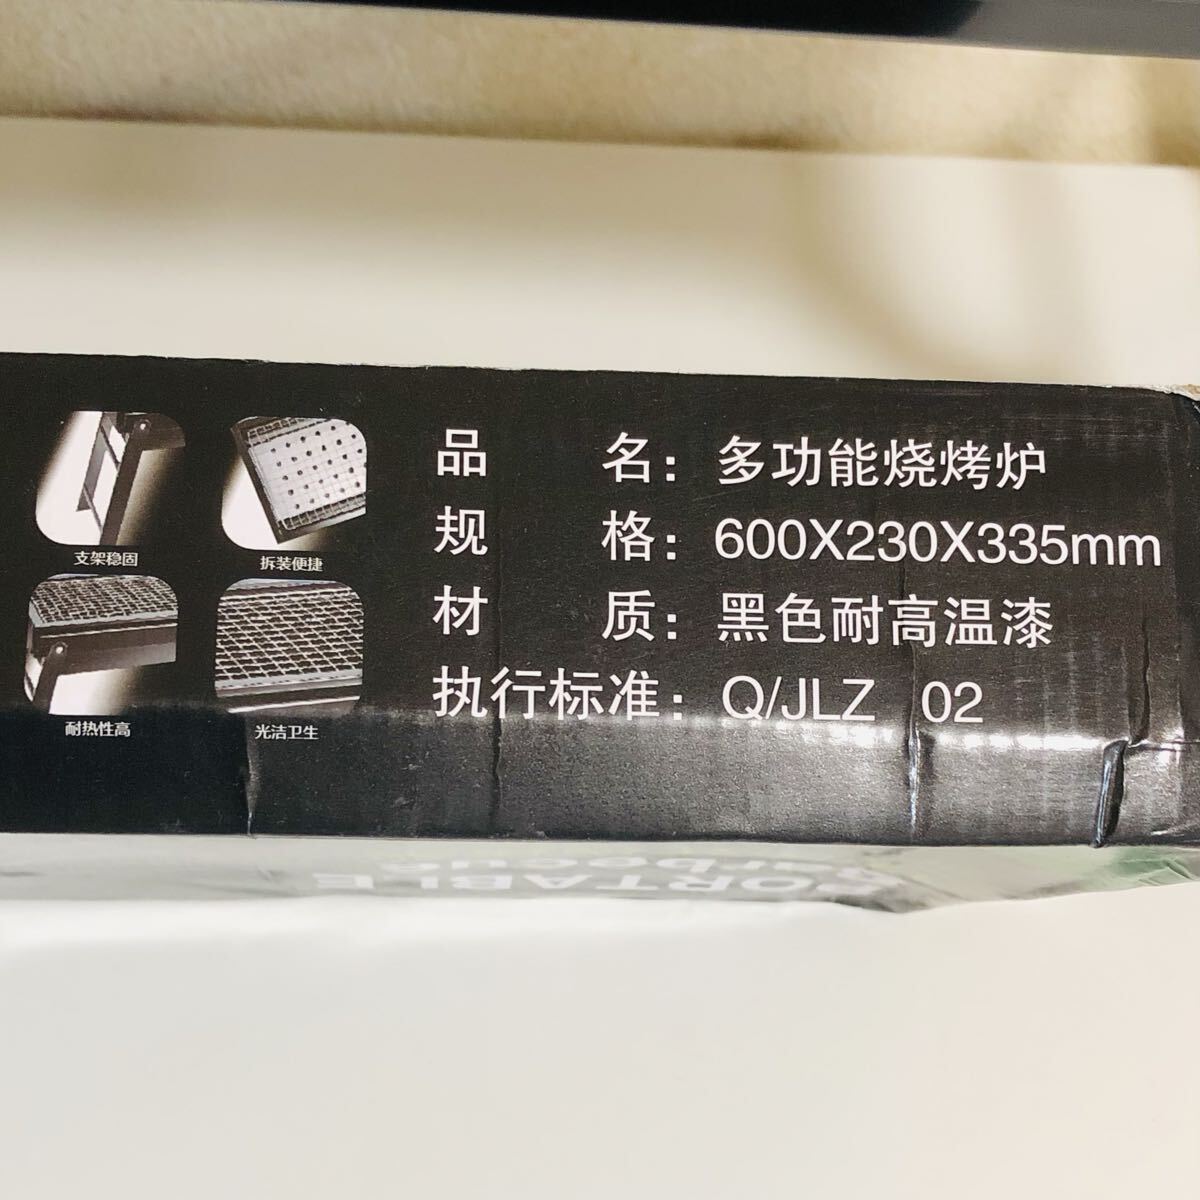 支架稳固
拆装便捷
耐热性高
光洁卫生
品 名：多功能烧烤炉
规 格：600X230X335mm
材 质：黑色耐高温漆
执行标准：Q/JLZ 02
PORTABLE
Barbecue